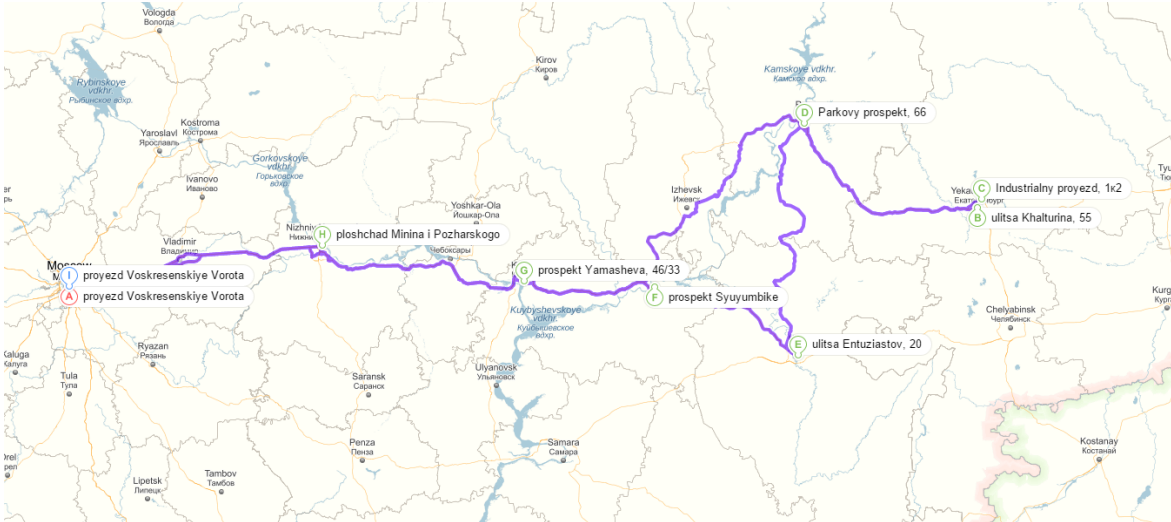 Vologda
Вологда
Kirov
Киров
Rybinskoye
vdkhr.
Рыбинское вдхр.
Kamskoye vdkhr.
Камское вдхр.
D
Parkovy prospekt, 66
Kostroma
Кострома
Yaroslavl
Ярославль
Gorkovskoye
vdkhr.
Горьковское
вдхр.
Ivanovo
Иваново
Izhevsk
Ижевск
C
Industrialny proyezd, 1к2
B
ulitsa Khalturina, 55
Yoshkar-Ola
Йошкар-Ола
H
ploshchad Minina i Pozharskogo
Чебоксары
Vladimir
I
proyezd Voskresenskiye Vorota
A
proyezd Voskresenskiye Vorota
G
prospekt Yamasheva, 46/33
F
prospekt Syuyumbike
Kuybyshevskoye
vdkhr.
Куйбышевское
вдхр.
Chelyabinsk
Челябинск
E
ulitsa Entuziastov, 20
Ryazan
Рязань
Tula
Тула
Ulyanovsk
Ульяновск
Saransk
Саранск
Penza
Пенза
Samara
Самара
Kostanay
Костанай
Tambov
Тамбов
Lipetsk
Липецк